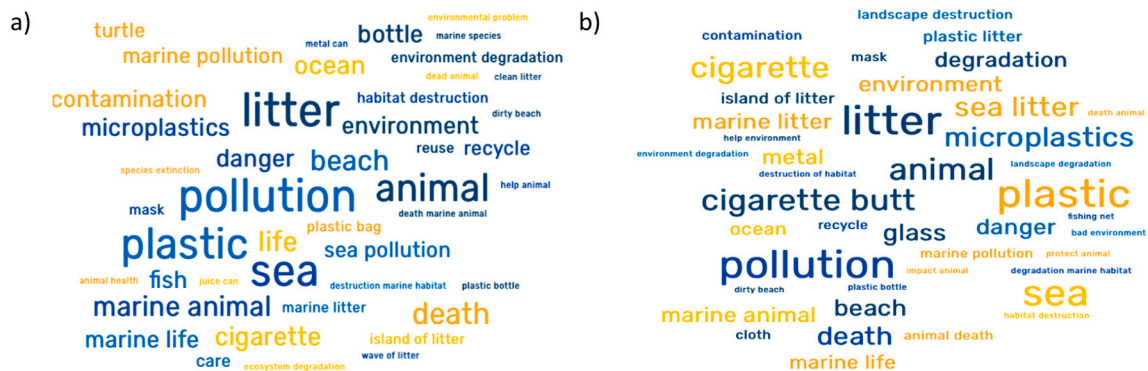 a)
environmental problem
turtle
bottle
marine species
metal can
marine pollution
ocean
environment degradation
dead animal
clean litter
contamination
litter
habitat destruction
dirty beach
microplastics
environment
reuse
recycle
danger
beach
species extinction
pollution
animal
help animal
mask
death marine animal
plastic
life
plastic bag
sea pollution
sea
animal health
fish
juice can
destruction marine habitat
plastic bottle
marine animal
marine litter
death
marine life
cigarette
island of litter
care
wave of litter
ecosystem degradation
b)
landscape destruction
contamination
plastic litter
mask
degradation
cigarette
environment
island of litter
litter
sea litter
death animal
marine litter
help environment
microplastics
environment degradation
metal
animal
landscape degradation
destruction of habitat
plastic
cigarette butt
fishing net
ocean
recycle
glass
danger
bad environment
pollution
marine pollution
protect animal
impact animal
degradation marine habitat
dirty beach
plastic bottle
sea
marine animal
beach
habitat destruction
cloth
death
animal death
marine life